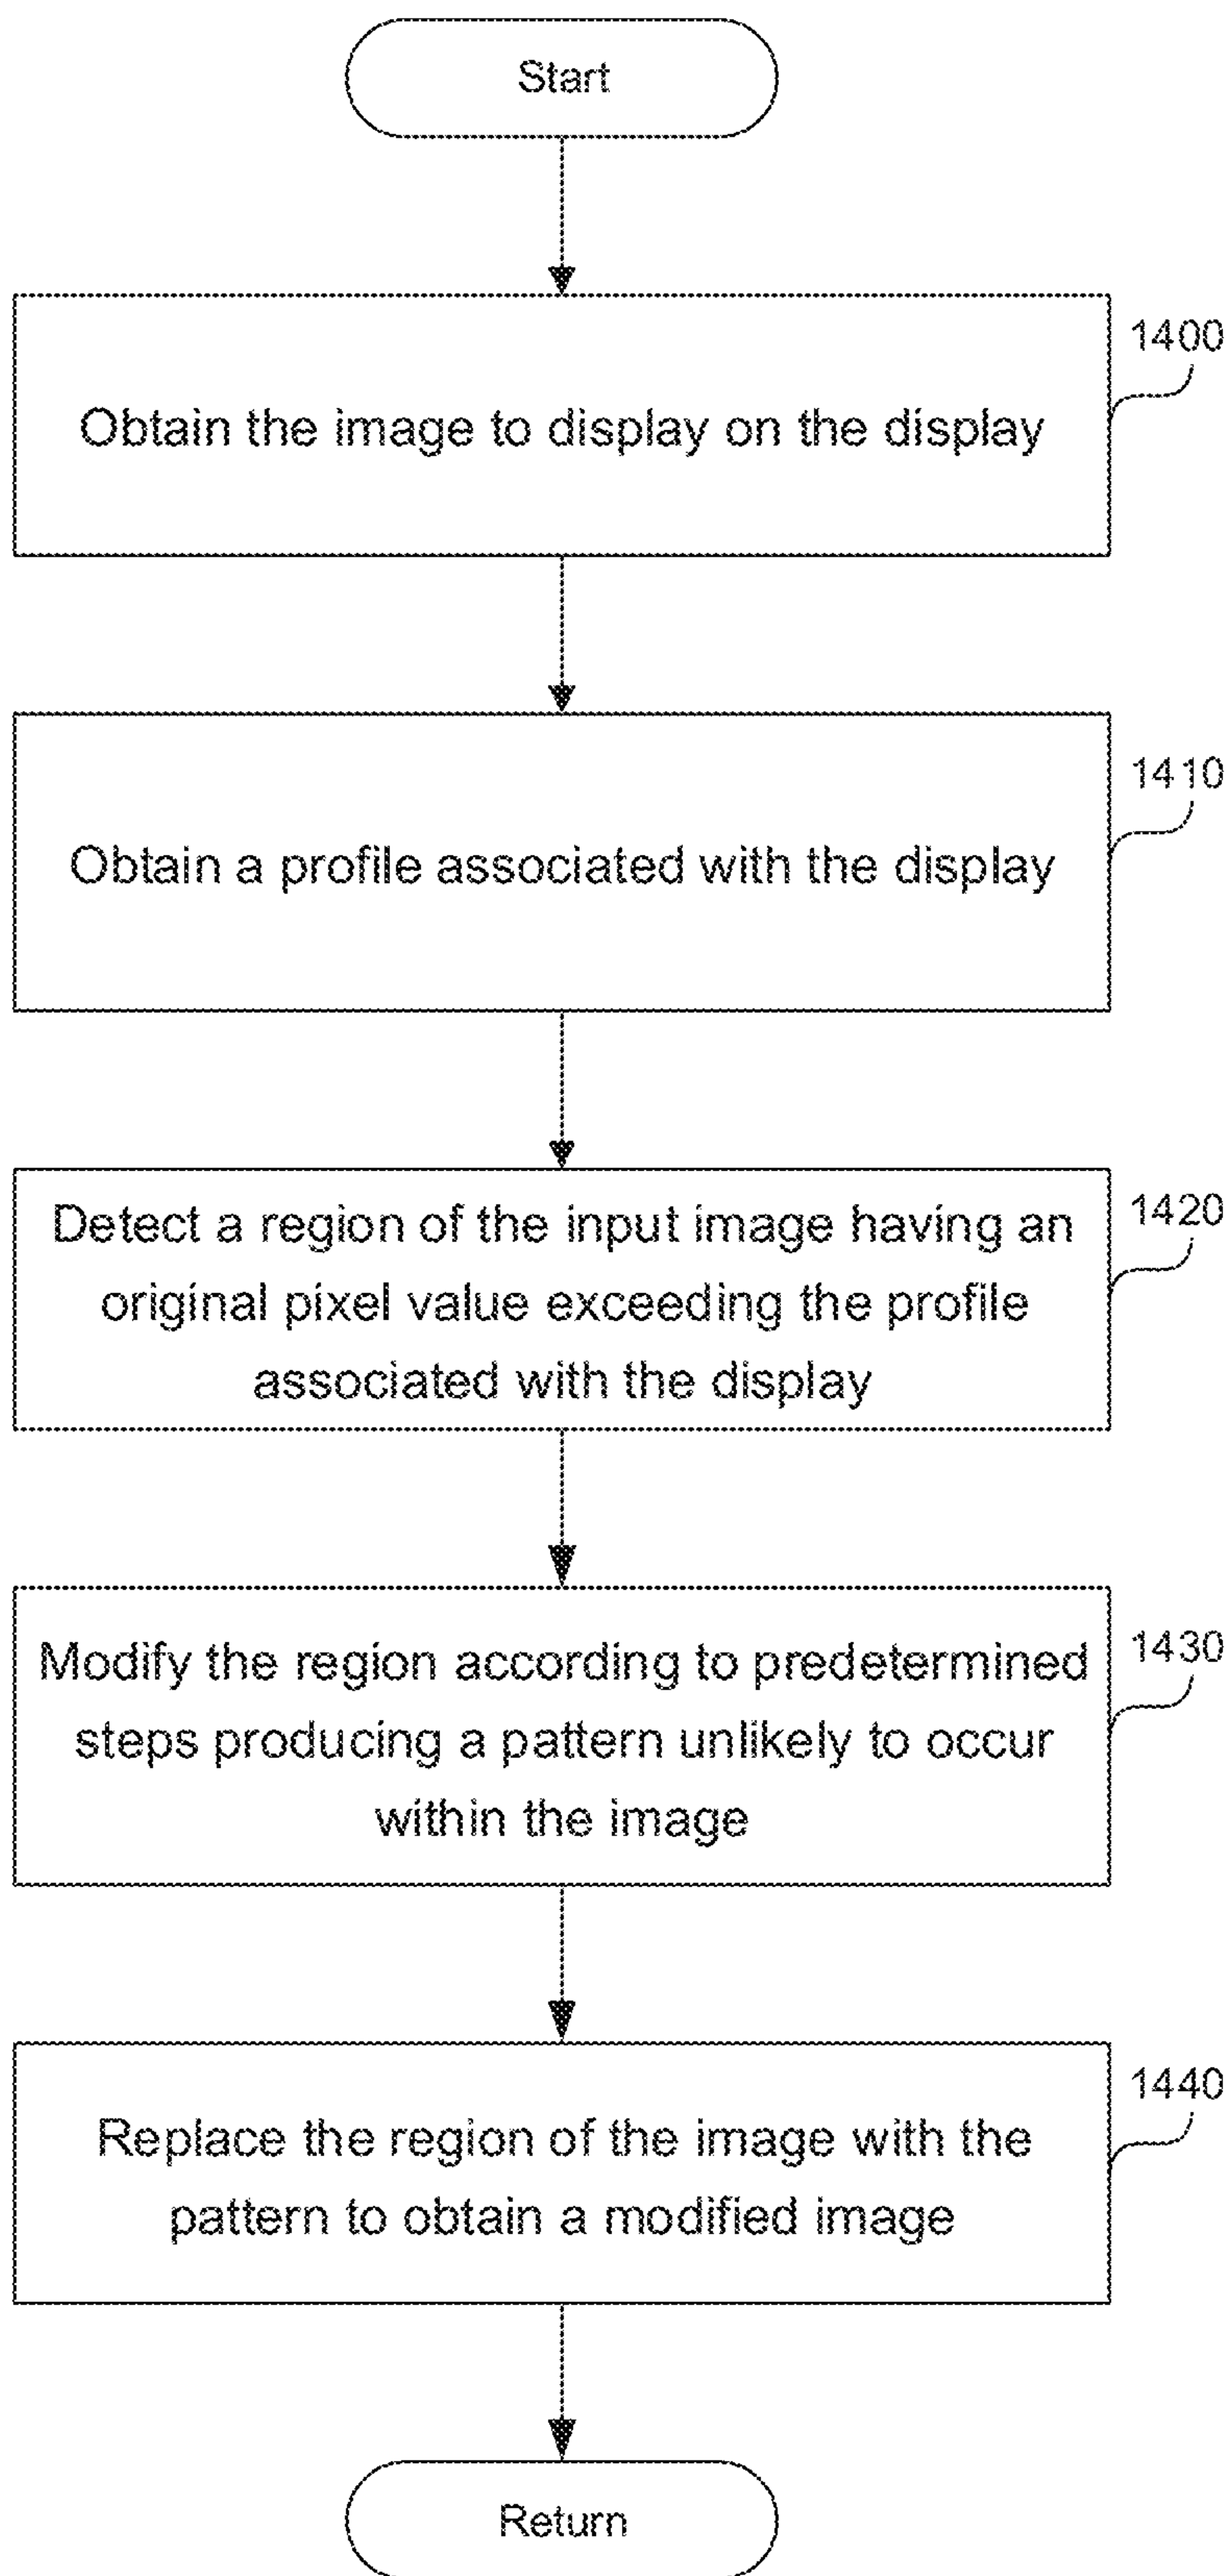 Start
1400
Obtain the image to display on the display
1410
Obtain a profile associated with the display
1420
Detect a region of the input image having an
original pixel value exceeding the profile
associated with the display
1430
Modify the region according to predetermined
steps producing a pattern unlikely to occur
within the image
1440
Replace the region of the image with the
pattern to obtain a modified image
Return